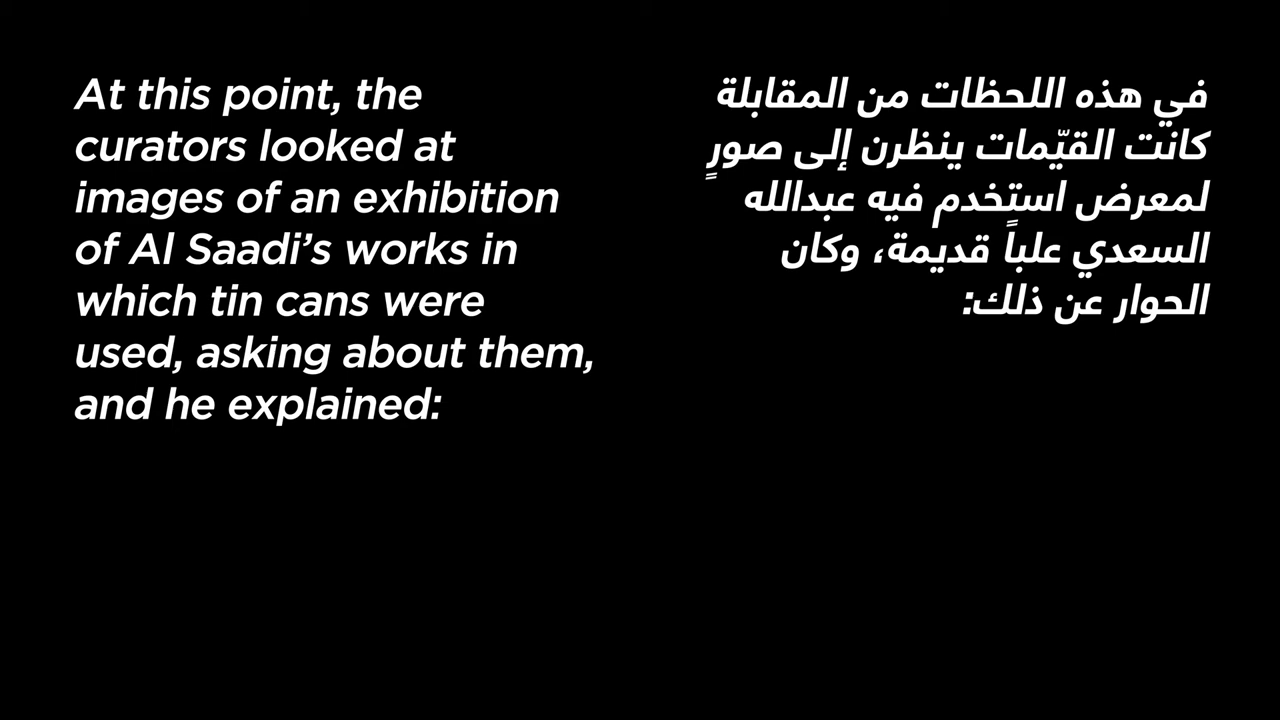 At this point, the
curators looked at
images of an exhibition
of Al Saadi’s works in
which tin cans were
used, asking about them,
and he explained:
في هذه اللحظات من المقابلة
كانت القيّمات ينظرن إلى صورٍ
لمعرض استخدم فيه عبدالله
السعدي علباً قديمة، وكان
الحوار عن ذلك: